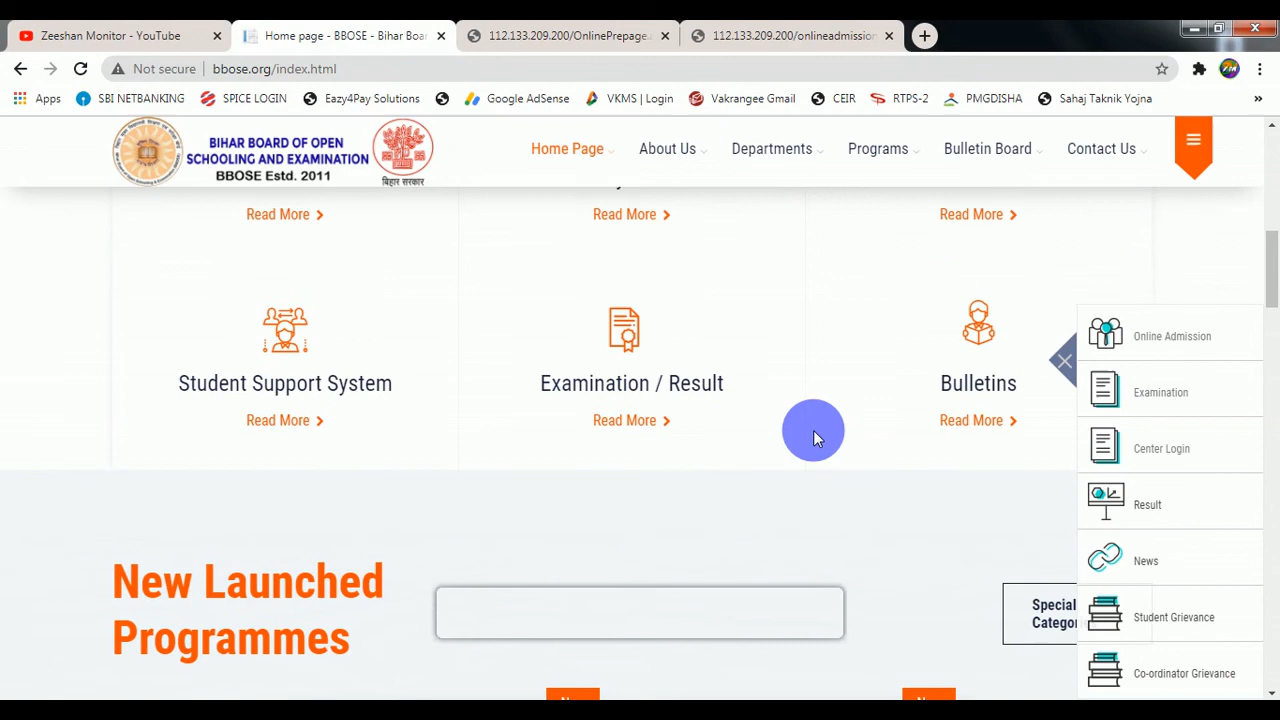 Zeeshan Monitor - YouTube
Home page - BBOSE - Bihar Boar
112.133.209.200/OnlinePrepage.
112.133.209.200/onlineadmission
Not secure
bbose.org/index.html
Apps
SBI NETBANKING
SPICE LOGIN
Eazy4Pay Solutions
Google AdSense
VKMS | Login
Vakrangee Gmail
CEIR
RTPS-2
PMGDISHA
Sahaj Taknik Yojna
»
BIHAR BOARD OF OPEN
SCHOOLING AND EXAMINATION
BBOSE Estd. 2011
बिहार सरकार
Home Page
About Us
Departments
Programs
Bulletin Board
Contact Us
Read More
Read More
Read More
Student Support System
Examination / Result
Bulletins
Read More
Read More
Read More
Online Admission
Examination
Center Login
Result
News
Student Grievance
Co-ordinator Grievance
New Launched
Programmes
Special